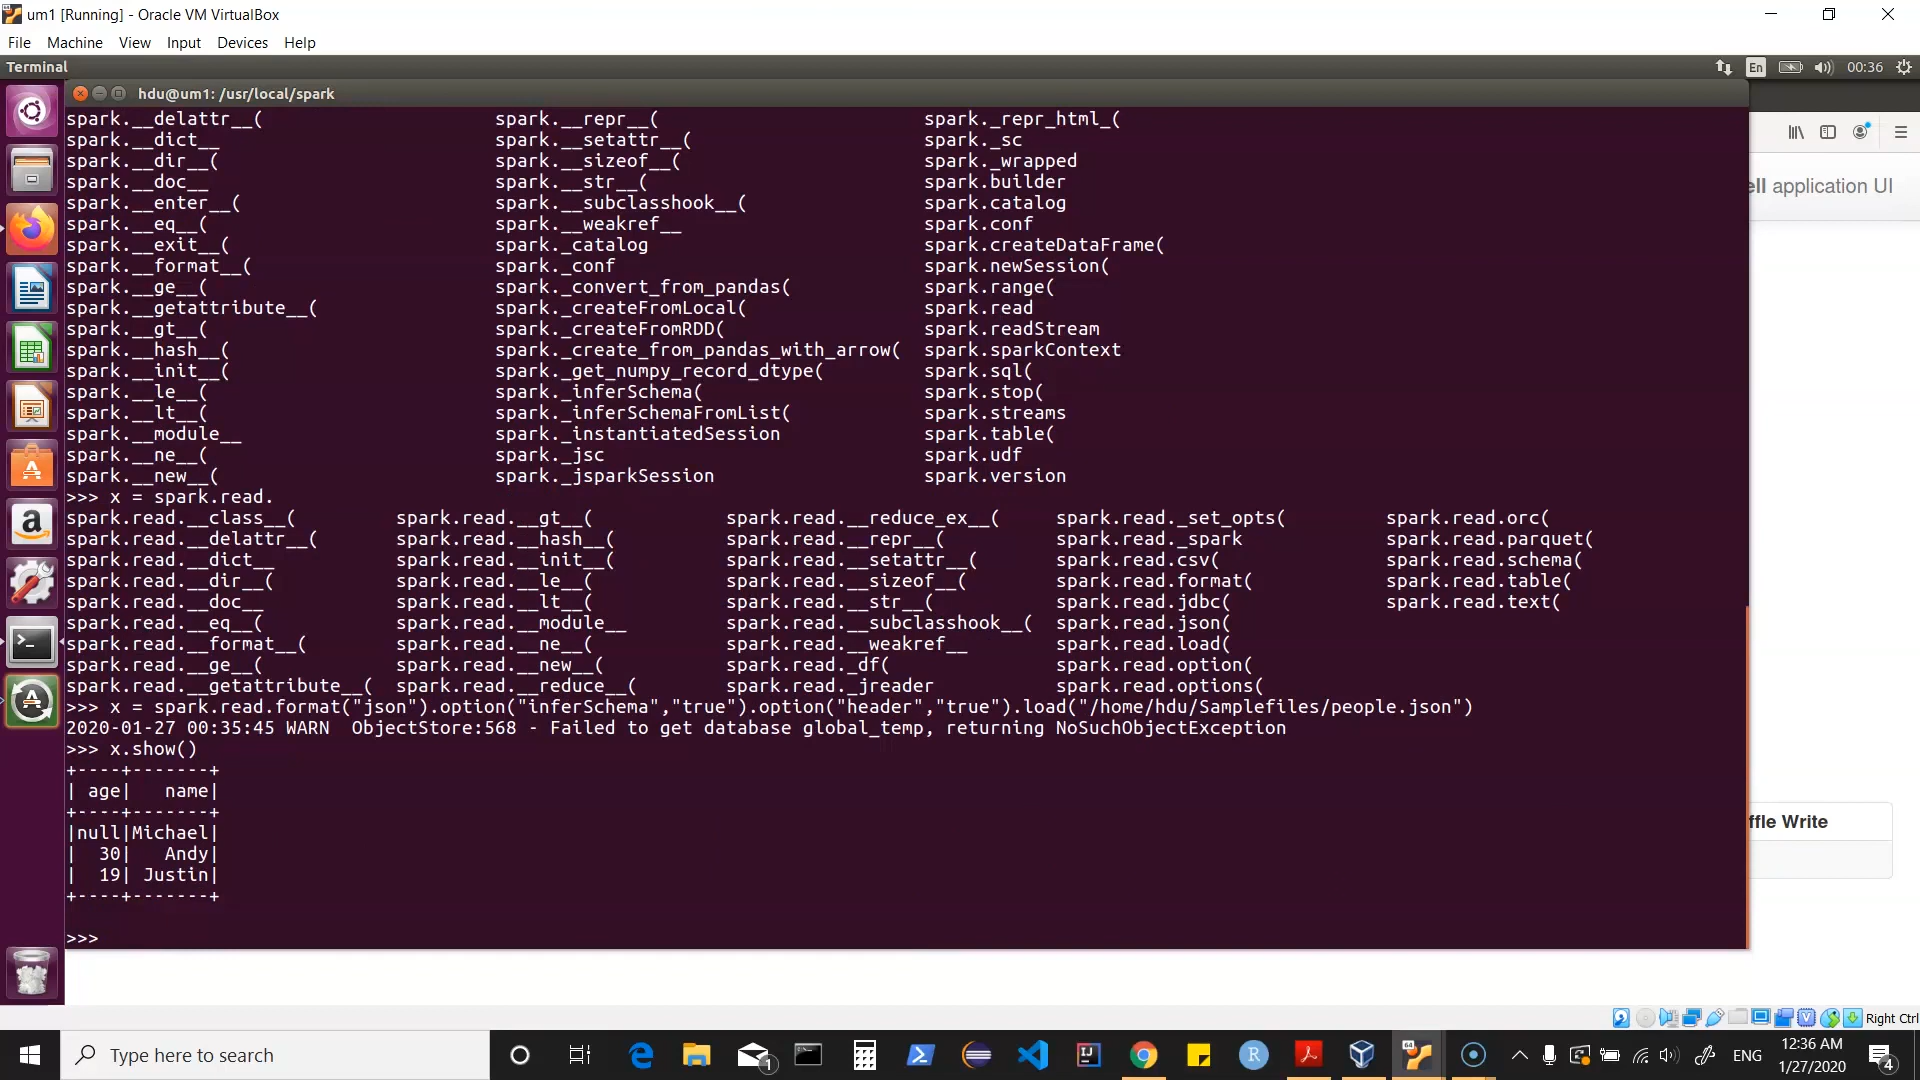 um1 [Running] - Oracle VM VirtualBox
File Machine View Input Devices Help
Terminal En 00:36
hdu@um1: /usr/local/spark
spark.__delattr__( spark.__repr__( spark._repr_html_(
spark.__dict__ spark.__setattr__( spark._sc
spark.__dir__( spark.__sizeof__( spark._wrapped
spark.__doc__ spark.__str__( spark.builder
spark.__enter__( spark.__subclasshook__( spark.catalog
spark.__eq__( spark.__weakref__ spark.conf
spark.__exit__( spark._catalog spark.createDataFrame(
spark.__format__( spark._conf spark.newSession(
spark.__ge__( spark._convert_from_pandas( spark.range(
spark.__getattribute__( spark._createFromLocal( spark.read
spark.__gt__( spark._createFromRDD( spark.readStream
spark.__hash__( spark._create_from_pandas_with_arrow( spark.sparkContext
spark.__init__( spark._get_numpy_record_dtype( spark.sql(
spark.__le__( spark._inferSchema( spark.stop(
spark.__lt__( spark._inferSchemaFromList( spark.streams
spark.__module__ spark._instantiatedSession spark.table(
spark.__ne__( spark._jsc spark.udf
spark.__new__( spark._jsparkSession spark.version
>>> x = spark.read.
spark.read.__class__( spark.read.__gt__( spark.read.__reduce_ex__( spark.read._set_opts( spark.read.orc(
spark.read.__delattr__( spark.read.__hash__( spark.read.__repr__( spark.read._spark spark.read.parquet(
spark.read.__dict__ spark.read.__init__( spark.read.__setattr__( spark.read.csv( spark.read.schema(
spark.read.__dir__( spark.read.__le__( spark.read.__sizeof__( spark.read.format( spark.read.table(
spark.read.__doc__ spark.read.__lt__( spark.read.__str__( spark.read.jdbc( spark.read.text(
spark.read.__eq__( spark.read.__module__ spark.read.__subclasshook__( spark.read.json(
spark.read.__format__( spark.read.__ne__( spark.read.__weakref__ spark.read.load(
spark.read.__ge__( spark.read.__new__( spark.read._df( spark.read.option(
spark.read.__getattribute__( spark.read.__reduce__( spark.read._jreader spark.read.options(
>>> x = spark.read.format("json").option("inferSchema","true").option("header","true").load("/home/hdu/Samplefiles/people.json")
2020-01-27 00:35:45 WARN  ObjectStore:568 - Failed to get database global_temp, returning NoSuchObjectException
>>> x.show()
+----+-------+
| age|   name|
+----+-------+
|null|Michael|
|  30|   Andy|
|  19| Justin|
+----+-------+
>>>
ell application UI
ffle Write
Right Ctrl
Type here to search
1
ENG
12:36 AM
1/27/2020
4